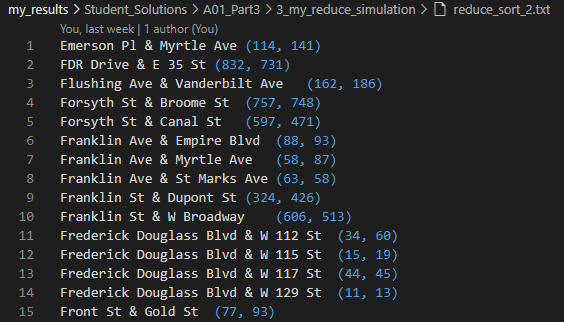 my_results > Student_Solutions > A01_Part3 > 3_my_reduce_simulation > reduce_sort_2.txt
You, last week | 1 author (You)
1 Emerson Pl & Myrtle Ave (114, 141)
2 FDR Drive & E 35 St (832, 731)
3 Flushing Ave & Vanderbilt Ave (162, 186)
4 Forsyth St & Broome St (757, 748)
5 Forsyth St & Canal St (597, 471)
6 Franklin Ave & Empire Blvd (88, 93)
7 Franklin Ave & Myrtle Ave (58, 87)
8 Franklin Ave & St Marks Ave (63, 58)
9 Franklin St & Dupont St (324, 426)
10 Franklin St & W Broadway (606, 513)
11 Frederick Douglass Blvd & W 112 St (34, 60)
12 Frederick Douglass Blvd & W 115 St (15, 19)
13 Frederick Douglass Blvd & W 117 St (44, 45)
14 Frederick Douglass Blvd & W 129 St (11, 13)
15 Front St & Gold St (77, 93)